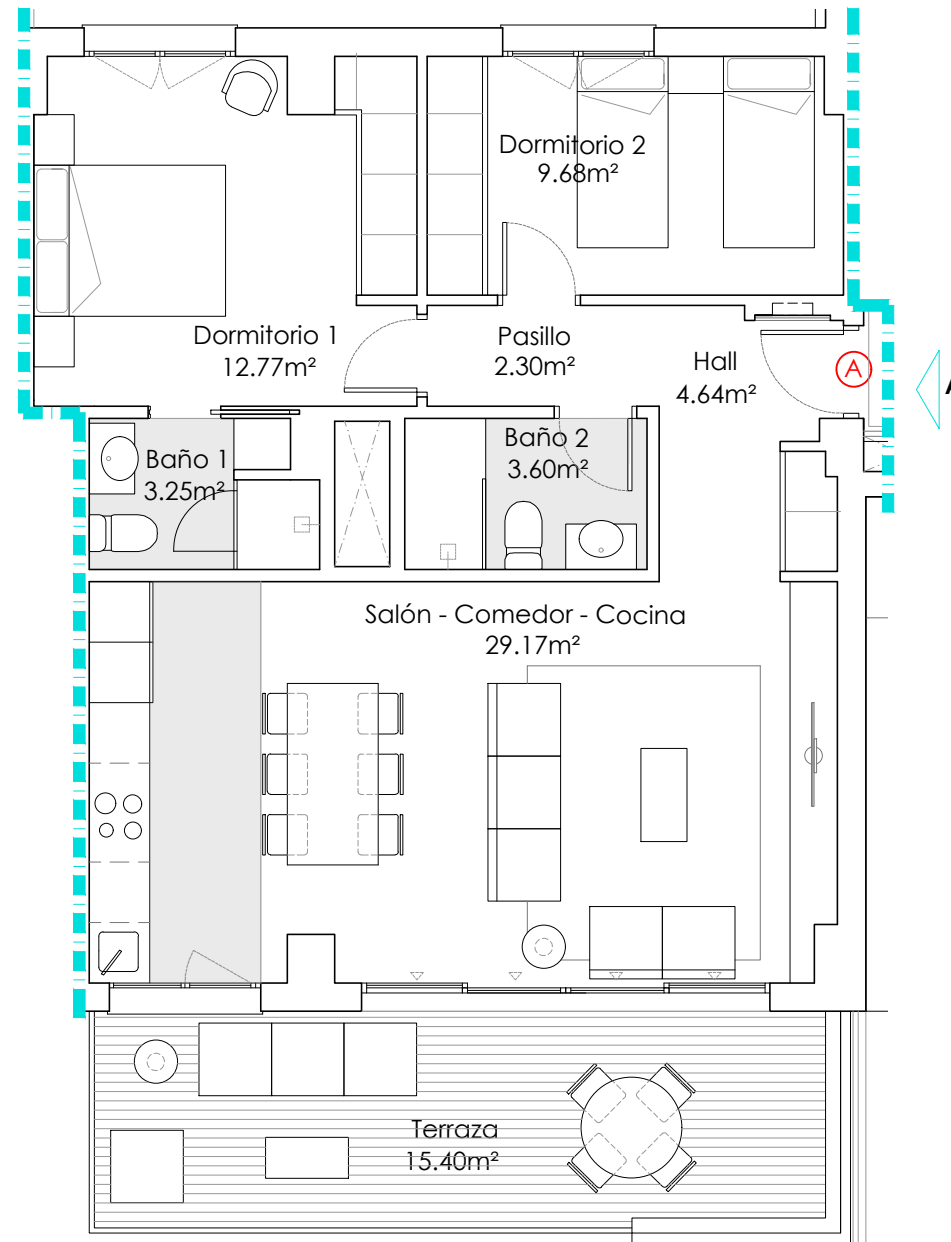 Dormitorio 2
9.68m²
Dormitorio 1
12.77m²
Pasillo
2.30m²
Hall
4.64m²
A
A
Baño 1
3.25m²
Baño 2
3.60m²
Salón - Comedor - Cocina
29.17m²
Terraza
15.40m²